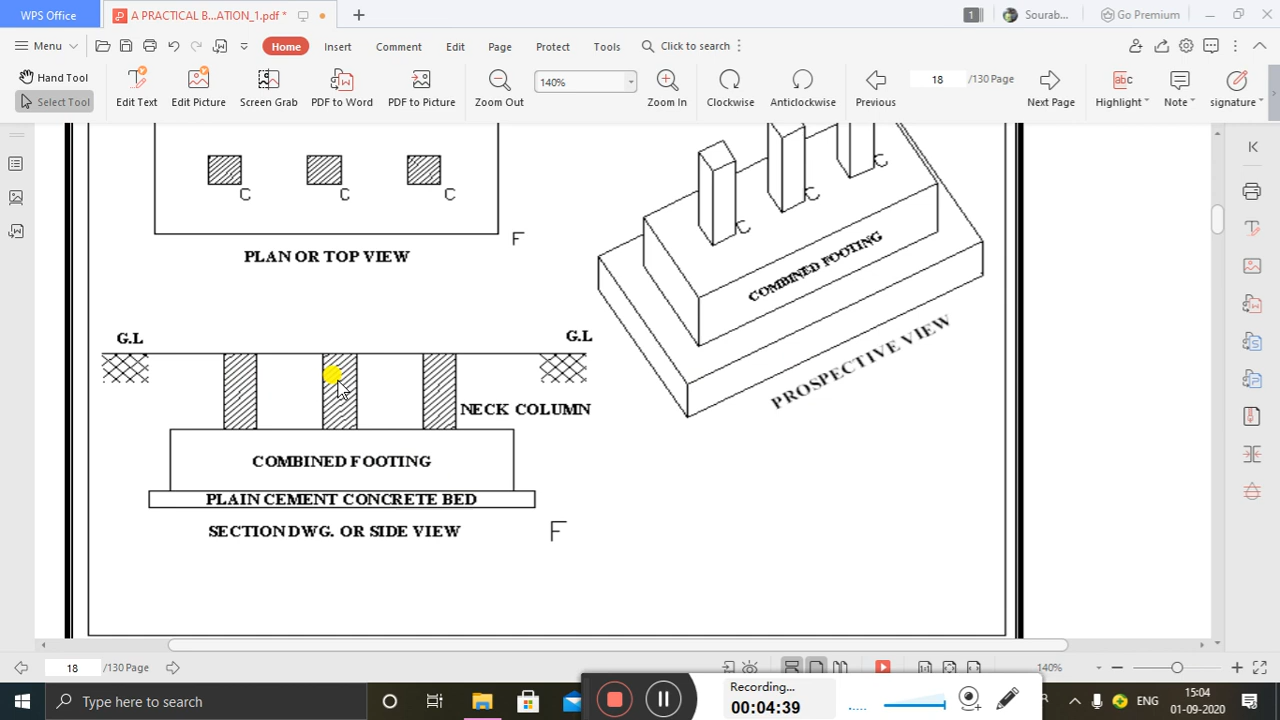 WPS Office
A PRACTICAL B...ATION_1.pdf *
1
Sourab...
Go Premium
Menu
Home
Insert
Comment
Edit
Page
Protect
Tools
Click to search
Hand Tool
Select Tool
Edit Text
Edit Picture
Screen Grab
PDF to Word
PDF to Picture
Zoom Out
140%
Zoom In
Clockwise
Anticlockwise
Previous
18
/130 Page
Next Page
Highlight
Note
signature
C
C
C
F
PLAN OR TOP VIEW
C
C
C
COMBINED FOOTING
PROSPECTIVE VIEW
G.L
G.L
NECK COLUMN
COMBINED FOOTING
PLAIN CEMENT CONCRETE BED
SECTION DWG. OR SIDE VIEW
F
18
/130 Page
140%
Type here to search
Recording...
00:04:39
ENG
15:04
01-09-2020